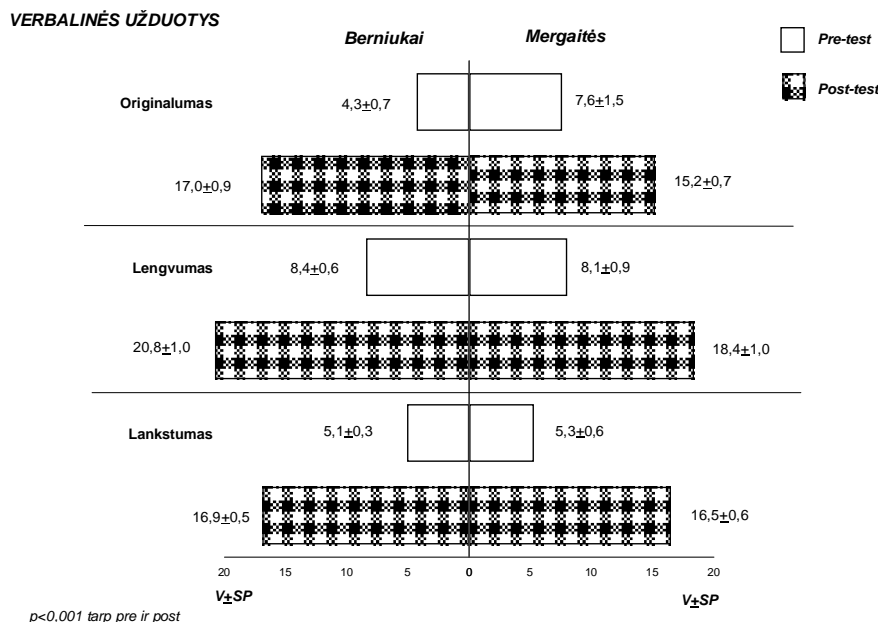 VERBALINĖS UŽDUOTYS
Berniukai
Mergaitės
Pre-test
Post-test
Originalumas
4,3±0,7
7,6±1,5
17,0±0,9
15,2±0,7
Lengvumas
8,4±0,6
8,1±0,9
20,8±1,0
18,4±1,0
Lankstumas
5,1±0,3
5,3±0,6
16,9±0,5
16,5±0,6
20 15 10 5 0 5 10 15 20
V±SP
V±SP
p<0,001 tarp pre ir post